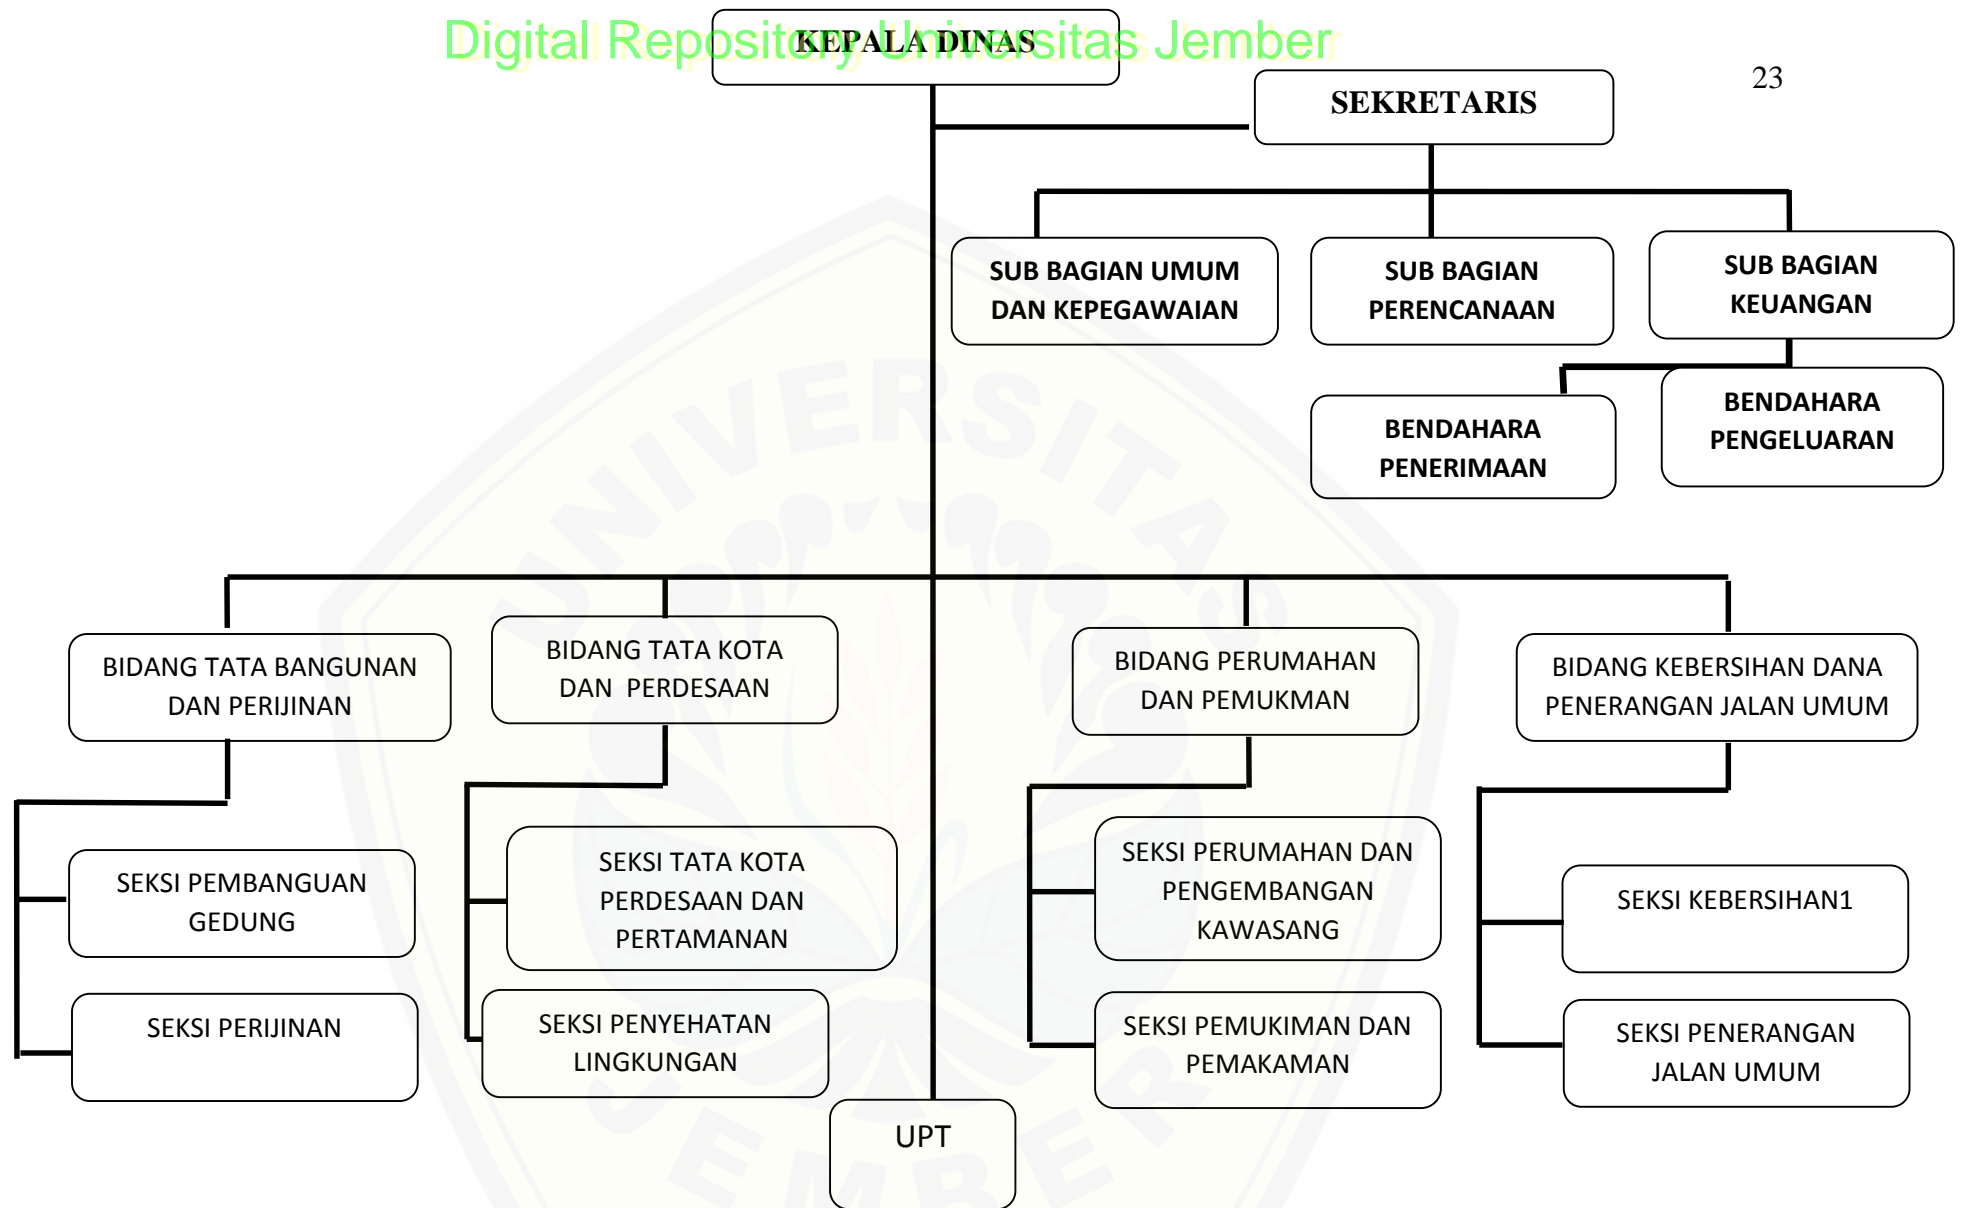 Digital Repository Universitas Jember
KEPALA DINAS
23
SEKRETARIS
SUB BAGIAN UMUM
DAN KEPEGAWAIAN
SUB BAGIAN
PERENCANAAN
SUB BAGIAN
KEUANGAN
BENDAHARA
PENERIMAAN
BENDAHARA
PENGELUARAN
BIDANG TATA BANGUNAN
DAN PERIJINAN
BIDANG TATA KOTA
DAN PERDESAAN
BIDANG PERUMAHAN
DAN PEMUKMAN
BIDANG KEBERSIHAN DANA
PENERANGAN JALAN UMUM
SEKSI PEMBANGUAN
GEDUNG
SEKSI TATA KOTA
PERDESAAN DAN
PERTAMANAN
SEKSI PERUMAHAN DAN
PENGEMBANGAN
KAWASANG
SEKSI KEBERSIHAN1
SEKSI PERIJINAN
SEKSI PENYEHATAN
LINGKUNGAN
SEKSI PEMUKIMAN DAN
PEMAKAMAN
SEKSI PENERANGAN
JALAN UMUM
UPT
UNIVERSITAS
JEMBER